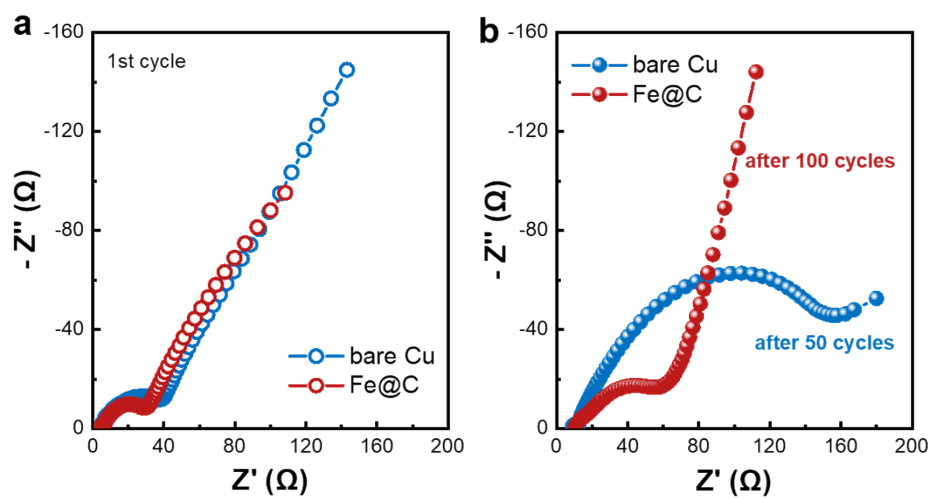 a
1st cycle
-160
-120
-80
-40
0
- Z" (Ω)
bare Cu
Fe@C
0 40 80 120 160 200
Z' (Ω)
b
bare Cu
Fe@C
after 100 cycles
after 50 cycles
-160
-120
-80
-40
0
- Z" (Ω)
0 40 80 120 160 200
Z' (Ω)